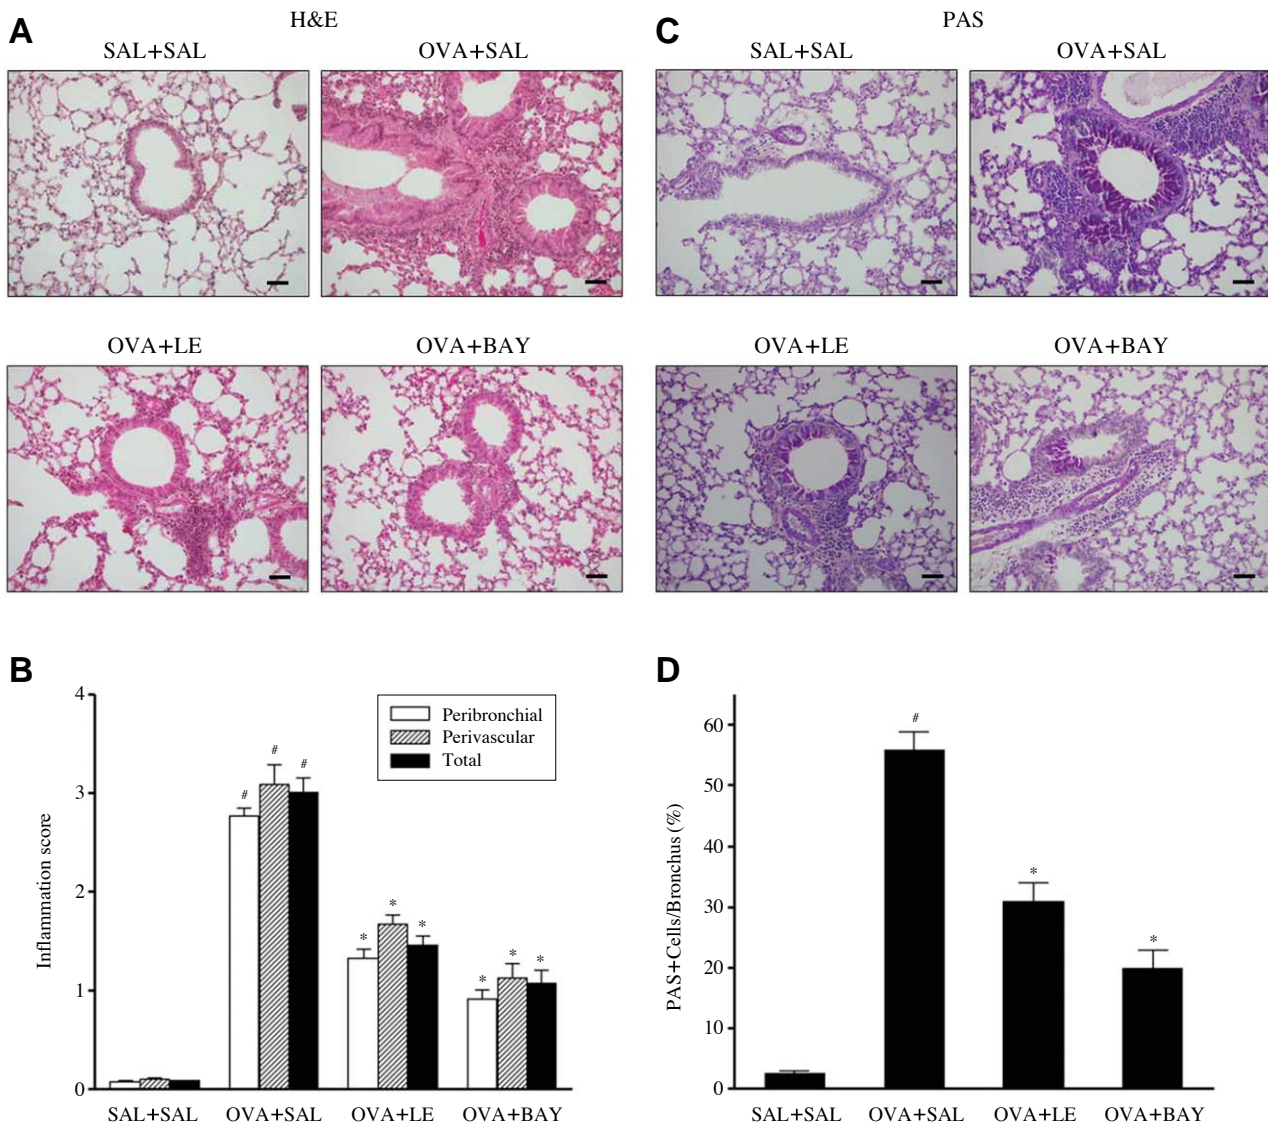 A
H&E
SAL+SAL
OVA+SAL
OVA+LE
OVA+BAY
C
PAS
SAL+SAL
OVA+SAL
OVA+LE
OVA+BAY
B
4
3
2
1
0
Inflammation score
Peribronchial
Perivascular
Total
#
#
#
*
*
*
*
*
*
SAL+SAL
OVA+SAL
OVA+LE
OVA+BAY
D
60
50
40
30
20
10
0
PAS+Cells/Bronchus (%)
#
*
*
SAL+SAL
OVA+SAL
OVA+LE
OVA+BAY